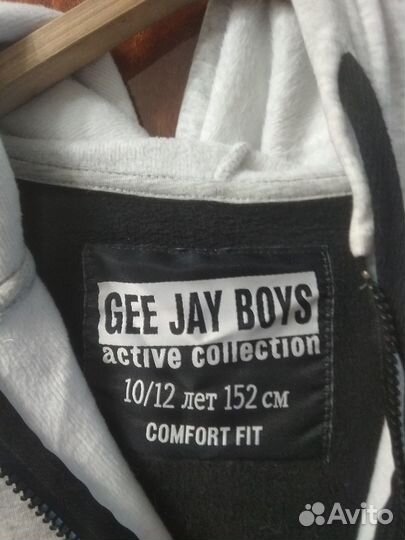 GEE JAY BOYS
active collection
10/12 лет 152 см
COMFORT FIT
Avito